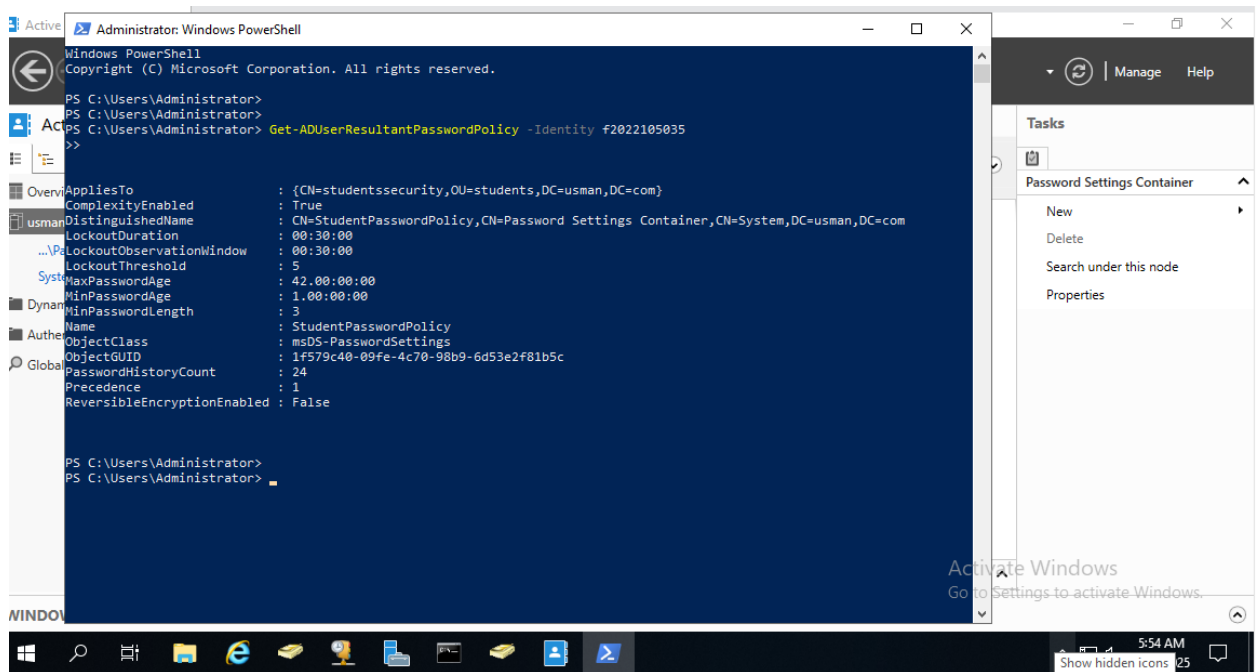 Active
Administrator: Windows PowerShell
Windows PowerShell
Copyright (C) Microsoft Corporation. All rights reserved.
PS C:\Users\Administrator>
PS C:\Users\Administrator>
PS C:\Users\Administrator> Get-ADUserResultantPasswordPolicy -Identity f2022105035
>>
AppliesTo : {CN=studentssecurity,OU=students,DC=usman,DC=com}
ComplexityEnabled : True
DistinguishedName : CN=StudentPasswordPolicy,CN=Password Settings Container,CN=System,DC=usman,DC=com
LockoutDuration : 00:30:00
LockoutObservationWindow : 00:30:00
LockoutThreshold : 5
MaxPasswordAge : 42.00:00:00
MinPasswordAge : 1.00:00:00
MinPasswordLength : 3
Name : StudentPasswordPolicy
ObjectClass : msDS-PasswordSettings
ObjectGUID : 1f579c40-09fe-4c70-98b9-6d53e2f81b5c
PasswordHistoryCount : 24
Precedence : 1
ReversibleEncryptionEnabled : False
PS C:\Users\Administrator>
PS C:\Users\Administrator>
Manage Help
Tasks
Password Settings Container
New
Delete
Search under this node
Properties
usman
Global
Activate Windows
Go to Settings to activate Windows.
5:54 AM
Show hidden icons
25